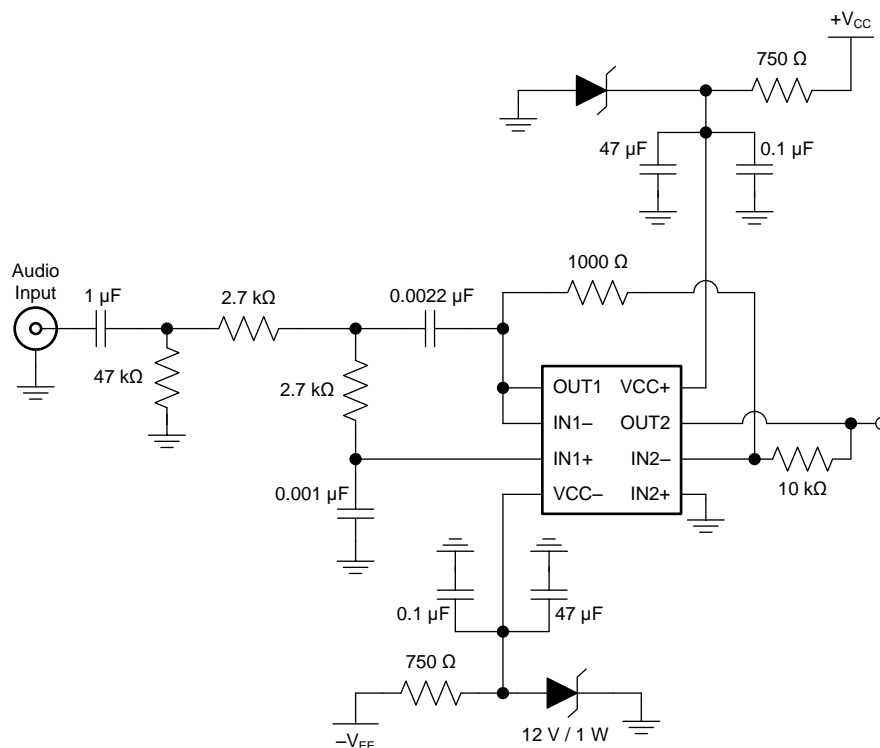 +VCC
750 Ω
47 µF
0.1 µF
1000 Ω
Audio
Input
1 µF
2.7 kΩ
0.0022 µF
47 kΩ
2.7 kΩ
OUT1
VCC+
IN1–
OUT2
IN1+
IN2–
VCC–
IN2+
10 kΩ
0.001 µF
0.1 µF
47 µF
750 Ω
12 V / 1 W
–VEE